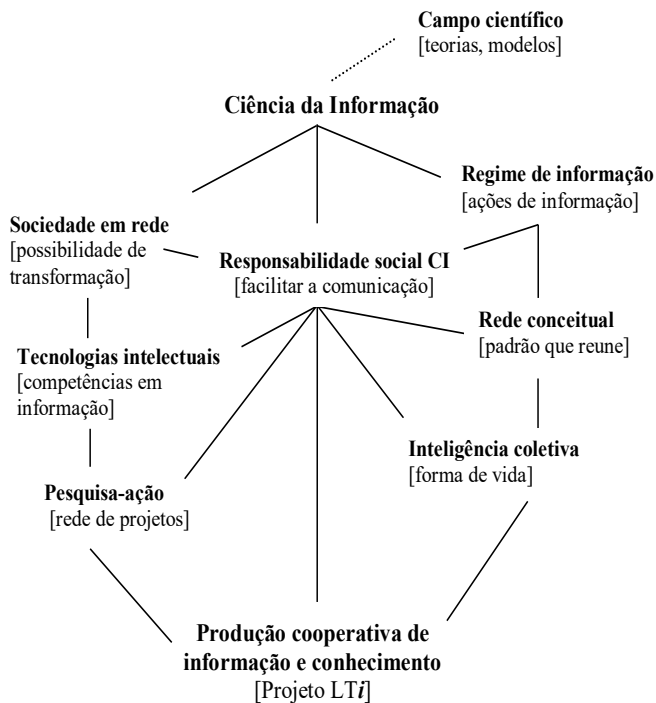 Campo científico
[teorias, modelos]
Ciência da Informação
Regime de informação
[ações de informação]
Sociedade em rede
[possibilidade de
transformação]
Responsabilidade social CI
[facilitar a comunicação]
Rede conceitual
[padrão que reune]
Tecnologias intelectuais
[competências em
informação]
Inteligência coletiva
[forma de vida]
Pesquisa-ação
[rede de projetos]
Produção cooperativa de
informação e conhecimento
[Projeto LTi]